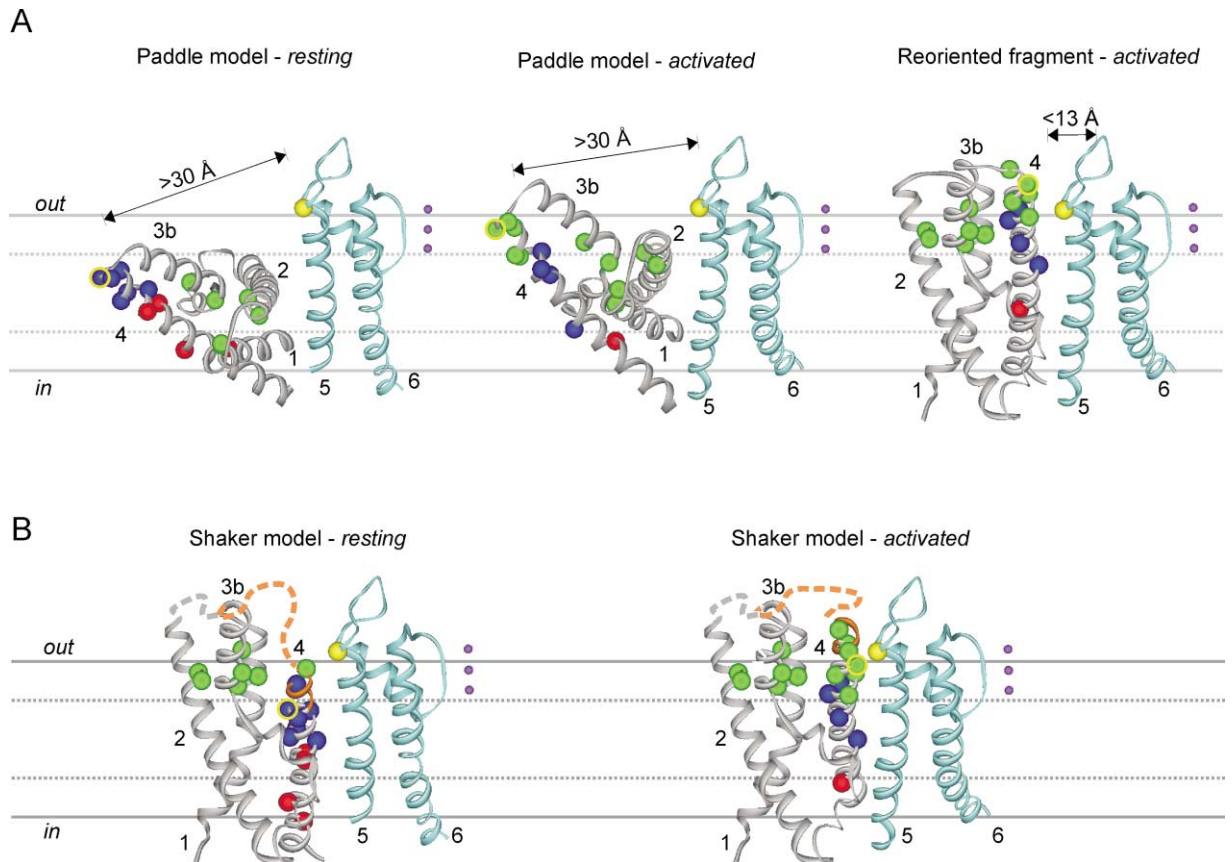 A
Paddle model - resting
Paddle model - activated
Reoriented fragment - activated
>30 Å
>30 Å
<13 Å
3b
3b
3b
4
out
2
2
4
4
2
1
1
in
5
6
5
6
1
5
6
B
Shaker model - resting
Shaker model - activated
3b
3b
out
4
4
2
2
in
1
5
6
1
5
6